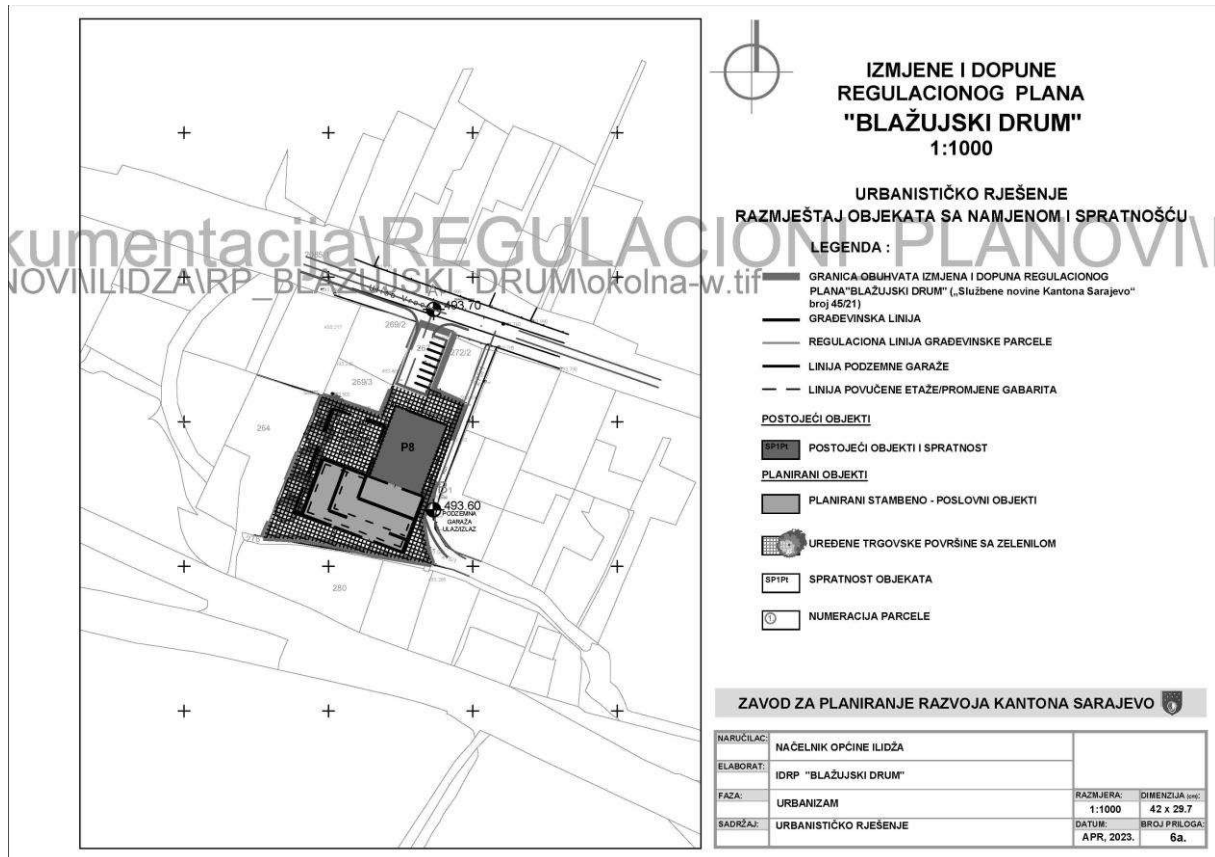 IZMJENE I DOPUNE
REGULACIONOG PLANA
"BLAŽUJSKI DRUM"
1:1000
URBANISTIČKO RJEŠENJE
RAZMJEŠTAJ OBJEKATA SA NAMJENOM I SPRATNOŠĆU
kumentacija\REGULACIONI PLANOVI\I
NOVI\ILIDZA\RP_BLAZUJSKI_DRUM\okolna-w.tif
LEGENDA :
GRANICA OBUHVATA IZMJENA I DOPUNA REGULACIONOG
PLANA"BLAŽUJSKI DRUM" („Službene novine Kantona Sarajevo“
broj 45/21)
GRAĐEVINSKA LINIJA
REGULACIONA LINIJA GRAĐEVINSKE PARCELE
LINIJA PODZEMNE GARAŽE
LINIJA POVUČENE ETAŽE/PROMJENE GABARITA
POSTOJEĆI OBJEKTI
SP1Pt POSTOJEĆI OBJEKTI I SPRATNOST
PLANIRANI OBJEKTI
PLANIRANI STAMBENO - POSLOVNI OBJEKTI
UREĐENE TRGOVSKE POVRŠINE SA ZELENILOM
SP1Pt SPRATNOST OBJEKATA
1 NUMERACIJA PARCELE
493.70
269/2
272/2
269/3
264
P8
493.60
PODZEMNA
GARAŽA
ULAZ/IZLAZ
278
280
ZAVOD ZA PLANIRANJE RAZVOJA KANTONA SARAJEVO
NARUČILAC: NAČELNIK OPĆINE ILIDŽA
ELABORAT: IDRP "BLAŽUJSKI DRUM"
FAZA: URBANIZAM
RAZMJERA: 1:1000
DIMENZIJA (cm): 42 x 29.7
SADRŽAJ: URBANISTIČKO RJEŠENJE
DATUM: APR, 2023.
BROJ PRILOGA: 6a.